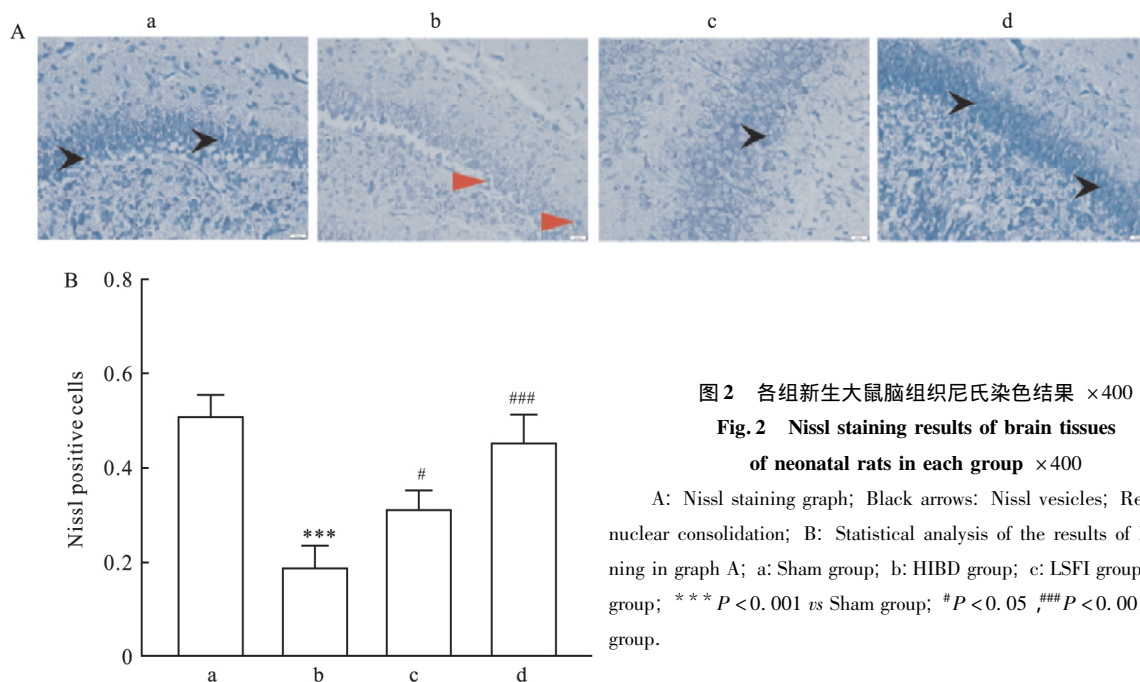 a b c d
A
B
0.8
0.6
0.4
0.2
0
Nissl positive cells
***
#
###
a b c d
图 2 各组新生大鼠脑组织尼氏染色结果 ×400
Fig. 2 Nissl staining results of brain tissues
of neonatal rats in each group ×400
A: Nissl staining graph; Black arrows: Nissl vesicles;
nuclear consolidation; B: Statistical analysis of the results of
ning in graph A; a: Sham group; b: HIBD group; c: LSFI group
group; ***P < 0. 001 vs Sham group; #P < 0. 05 ,###P < 0. 00
group.